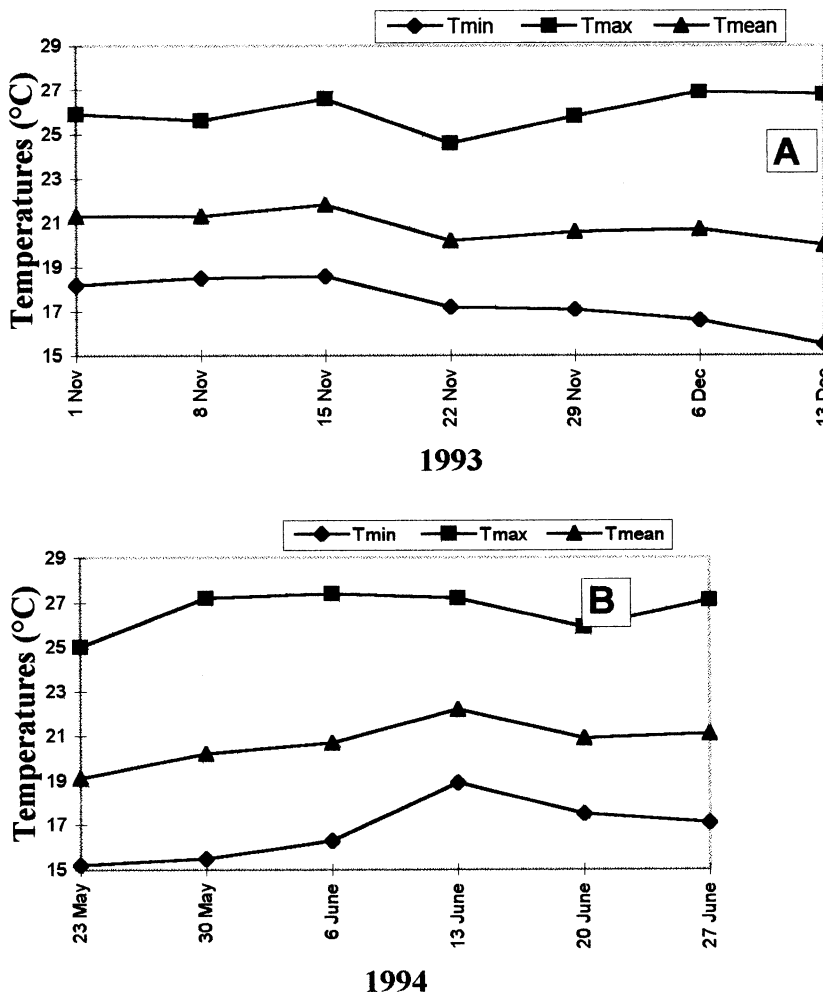 Tmin Tmax Tmean
Temperatures (°C)
29
27
25
23
21
19
17
15
A
1 Nov
8 Nov
15 Nov
22 Nov
29 Nov
6 Dec
13 Dec
1993
Tmin Tmax Tmean
Temperatures (°C)
29
27
25
23
21
19
17
15
B
23 May
30 May
6 June
13 June
20 June
27 June
1994